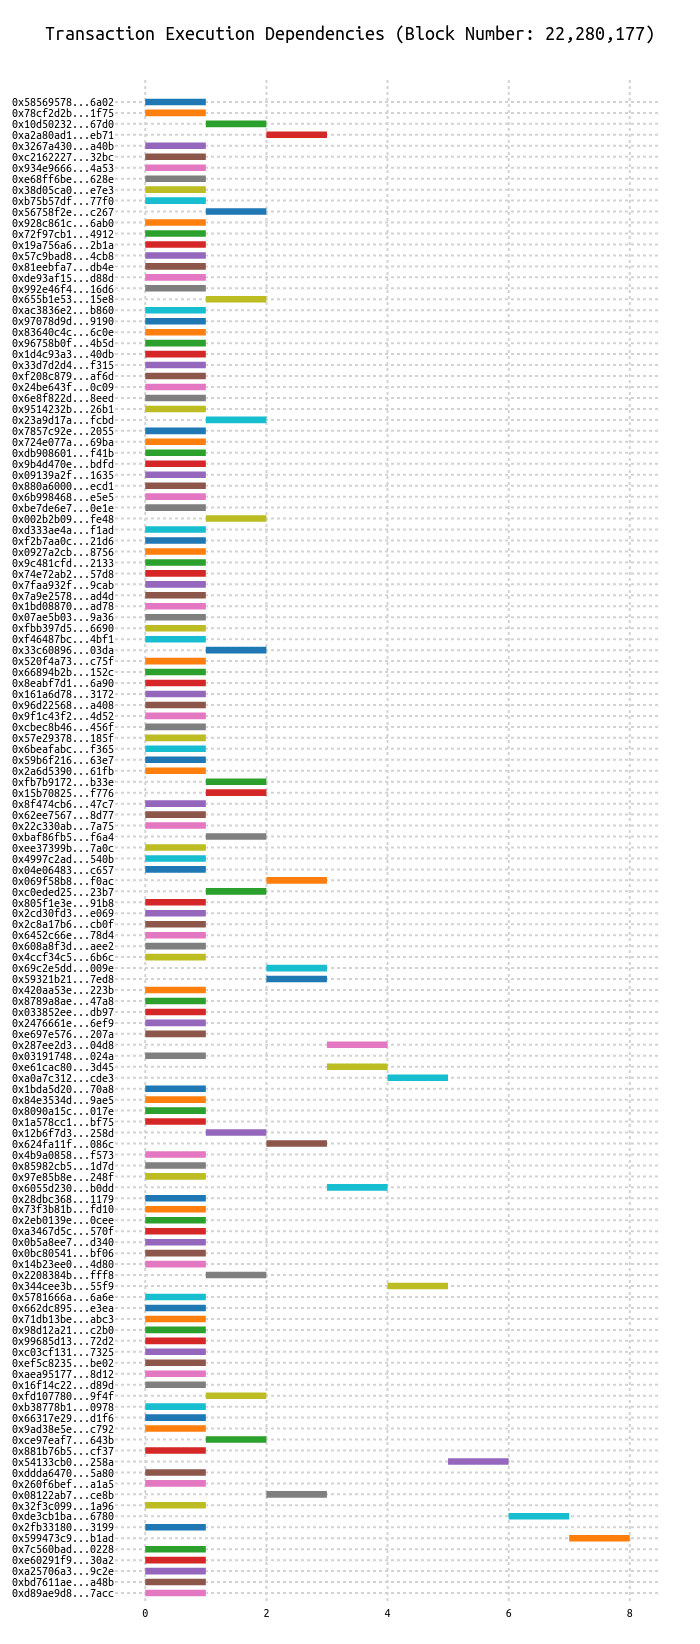 Transaction Execution Dependencies (Block Number: 22,280,177)
0x58569578...6a02
0x78cf2d2b...1f75
0x10d50232...67d0
0xa2a80ad1...eb71
0x3267a430...a40b
0xc2162227...32bc
0x934e9666...4a53
0xe68ff6be...628e
0x38d05ca0...e7e3
0xb75b57df...77f0
0x56758f2e...c267
0x928c861c...6ab0
0x72f97cb1...4912
0x19a756a6...2b1a
0x57c9bad8...4cb8
0x81eebfa7...db4e
0xde93af15...d88d
0x992e46f4...16d6
0x655b1e53...15e8
0xac3836e2...b860
0x97078d9d...9190
0x83640c4c...6c0e
0x96758b0f...4b5d
0x1d4c93a3...40db
0x33d7d2d4...f315
0xf208c879...af6d
0x24be643f...0c09
0x6e8f822d...8eed
0x9514232b...26b1
0x23a9d17a...fcbd
0x7857c92e...2055
0x724e077a...69ba
0xdb908601...f41b
0x9b4d470e...bdfd
0x09139a2f...1635
0x880a6000...ecd1
0x6b998468...e5e5
0xbe7de6e7...0e1e
0x002b2b09...fe48
0xd333ae4a...f1ad
0xf2b7aa0c...21d6
0x0927a2cb...8756
0x9c481cfd...2133
0x74e72ab2...57d8
0x7faa932f...9cab
0x7a9e2578...ad4d
0x1bd08870...ad78
0x07ae5b03...9a36
0xfbb397d5...6690
0xf46487bc...4bf1
0x33c60896...03da
0x520f4a73...c75f
0x66894b2b...152c
0x8eabf7d1...6a90
0x161a6d78...3172
0x96d22568...a408
0x9f1c43f2...4d52
0xcbec8b46...456f
0x57e29378...185f
0x6beafabc...f365
0x59b6f216...63e7
0x2a6d5390...61fb
0xfb7b9172...b33e
0x15b70825...f776
0x8f474cb6...47c7
0x62ee7567...8d77
0x22c330ab...7a75
0xbaf86fb5...f6a4
0xee37399b...7a0c
0x4997c2ad...540b
0x04e06483...c657
0x069f58b8...f0ac
0xc0eded25...23b7
0x805f1e3e...91b8
0x2cd30fd3...e069
0x2c8a17b6...cb0f
0x6452c66e...78d4
0x608a8f3d...aee2
0x4ccf34c5...6b6c
0x69c2e5dd...009e
0x59321b21...7ed8
0x420aa53e...223b
0x8789a8ae...47a8
0x033852ee...db97
0x2476661e...6ef9
0xe697e576...207a
0x287ee2d3...04d8
0x03191748...024a
0xe61cac80...3d45
0xa0a7c312...cde3
0x1bda5d20...70a8
0x84e3534d...9ae5
0x8090a15c...017e
0x1a578cc1...bf75
0x12b6f7d3...258d
0x624fa11f...086c
0x4b9a0858...f573
0x85982cb5...1d7d
0x97e85b8e...248f
0x6055d230...b0dd
0x28dbc368...1179
0x73f3b81b...fd10
0x2eb0139e...0cee
0xa3467d5c...570f
0x0b5a8ee7...d340
0x0bc80541...bf06
0x14b23ee0...4d80
0x2208384b...fff8
0x344cee3b...55f9
0x5781666a...6a6e
0x662dc895...e3ea
0x71db13be...abc3
0x98d12a21...c2b0
0x99685d13...72d2
0xc03cf131...7325
0xef5c8235...be02
0xaea95177...8d12
0x16f14c22...d89d
0xfd107780...9f4f
0xb38778b1...0978
0x66317e29...d1f6
0x9ad38e5e...c792
0xce97eaf7...643b
0x881b76b5...cf37
0x54133cb0...258a
0xddda6470...5a80
0x260f6bef...a1a5
0x08122ab7...ce8b
0x32f3c099...1a96
0xde3cb1ba...6780
0x2fb33180...3199
0x599473c9...b1ad
0x7c560bad...0228
0xe60291f9...30a2
0xa25706a3...9c2e
0xbd7611ae...a48b
0xd89ae9d8...7acc
0 2 4 6 8